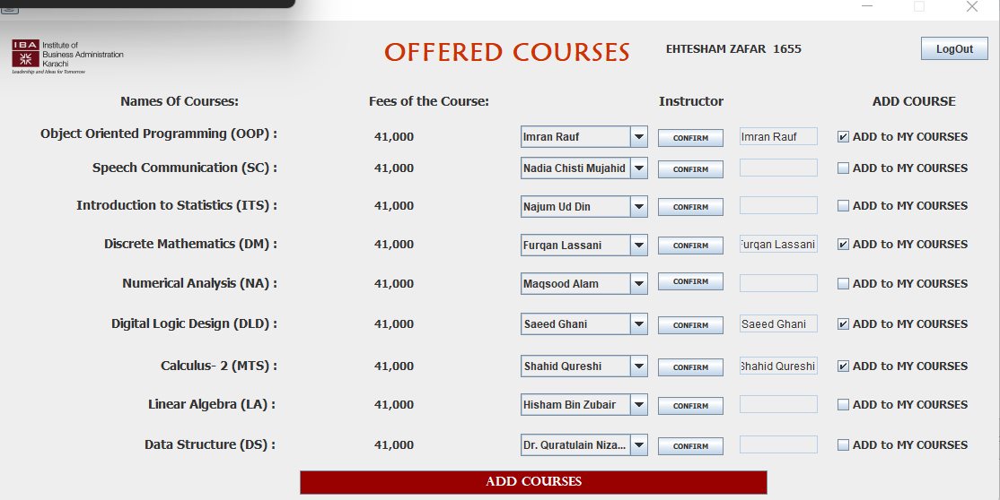 IBA Institute of
Business Administration
Karachi
Leadership and Ideas for Tomorrow
OFFERED COURSES
EHTESHAM ZAFAR 1655
LogOut
Names Of Courses: Fees of the Course: Instructor ADD COURSE
Object Oriented Programming (OOP) : 41,000 Imran Rauf CONFIRM Imran Rauf ADD to MY COURSES
Speech Communication (SC) : 41,000 Nadia Chisti Mujahid CONFIRM ADD to MY COURSES
Introduction to Statistics (ITS) : 41,000 Najum Ud Din CONFIRM ADD to MY COURSES
Discrete Mathematics (DM) : 41,000 Furqan Lassani CONFIRM Furqan Lassani ADD to MY COURSES
Numerical Analysis (NA) : 41,000 Maqsood Alam CONFIRM ADD to MY COURSES
Digital Logic Design (DLD) : 41,000 Saeed Ghani CONFIRM Saeed Ghani ADD to MY COURSES
Calculus- 2 (MTS) : 41,000 Shahid Qureshi CONFIRM Shahid Qureshi ADD to MY COURSES
Linear Algebra (LA) : 41,000 Hisham Bin Zubair CONFIRM ADD to MY COURSES
Data Structure (DS) : 41,000 Dr. Quratulain Niza... CONFIRM ADD to MY COURSES
ADD COURSES